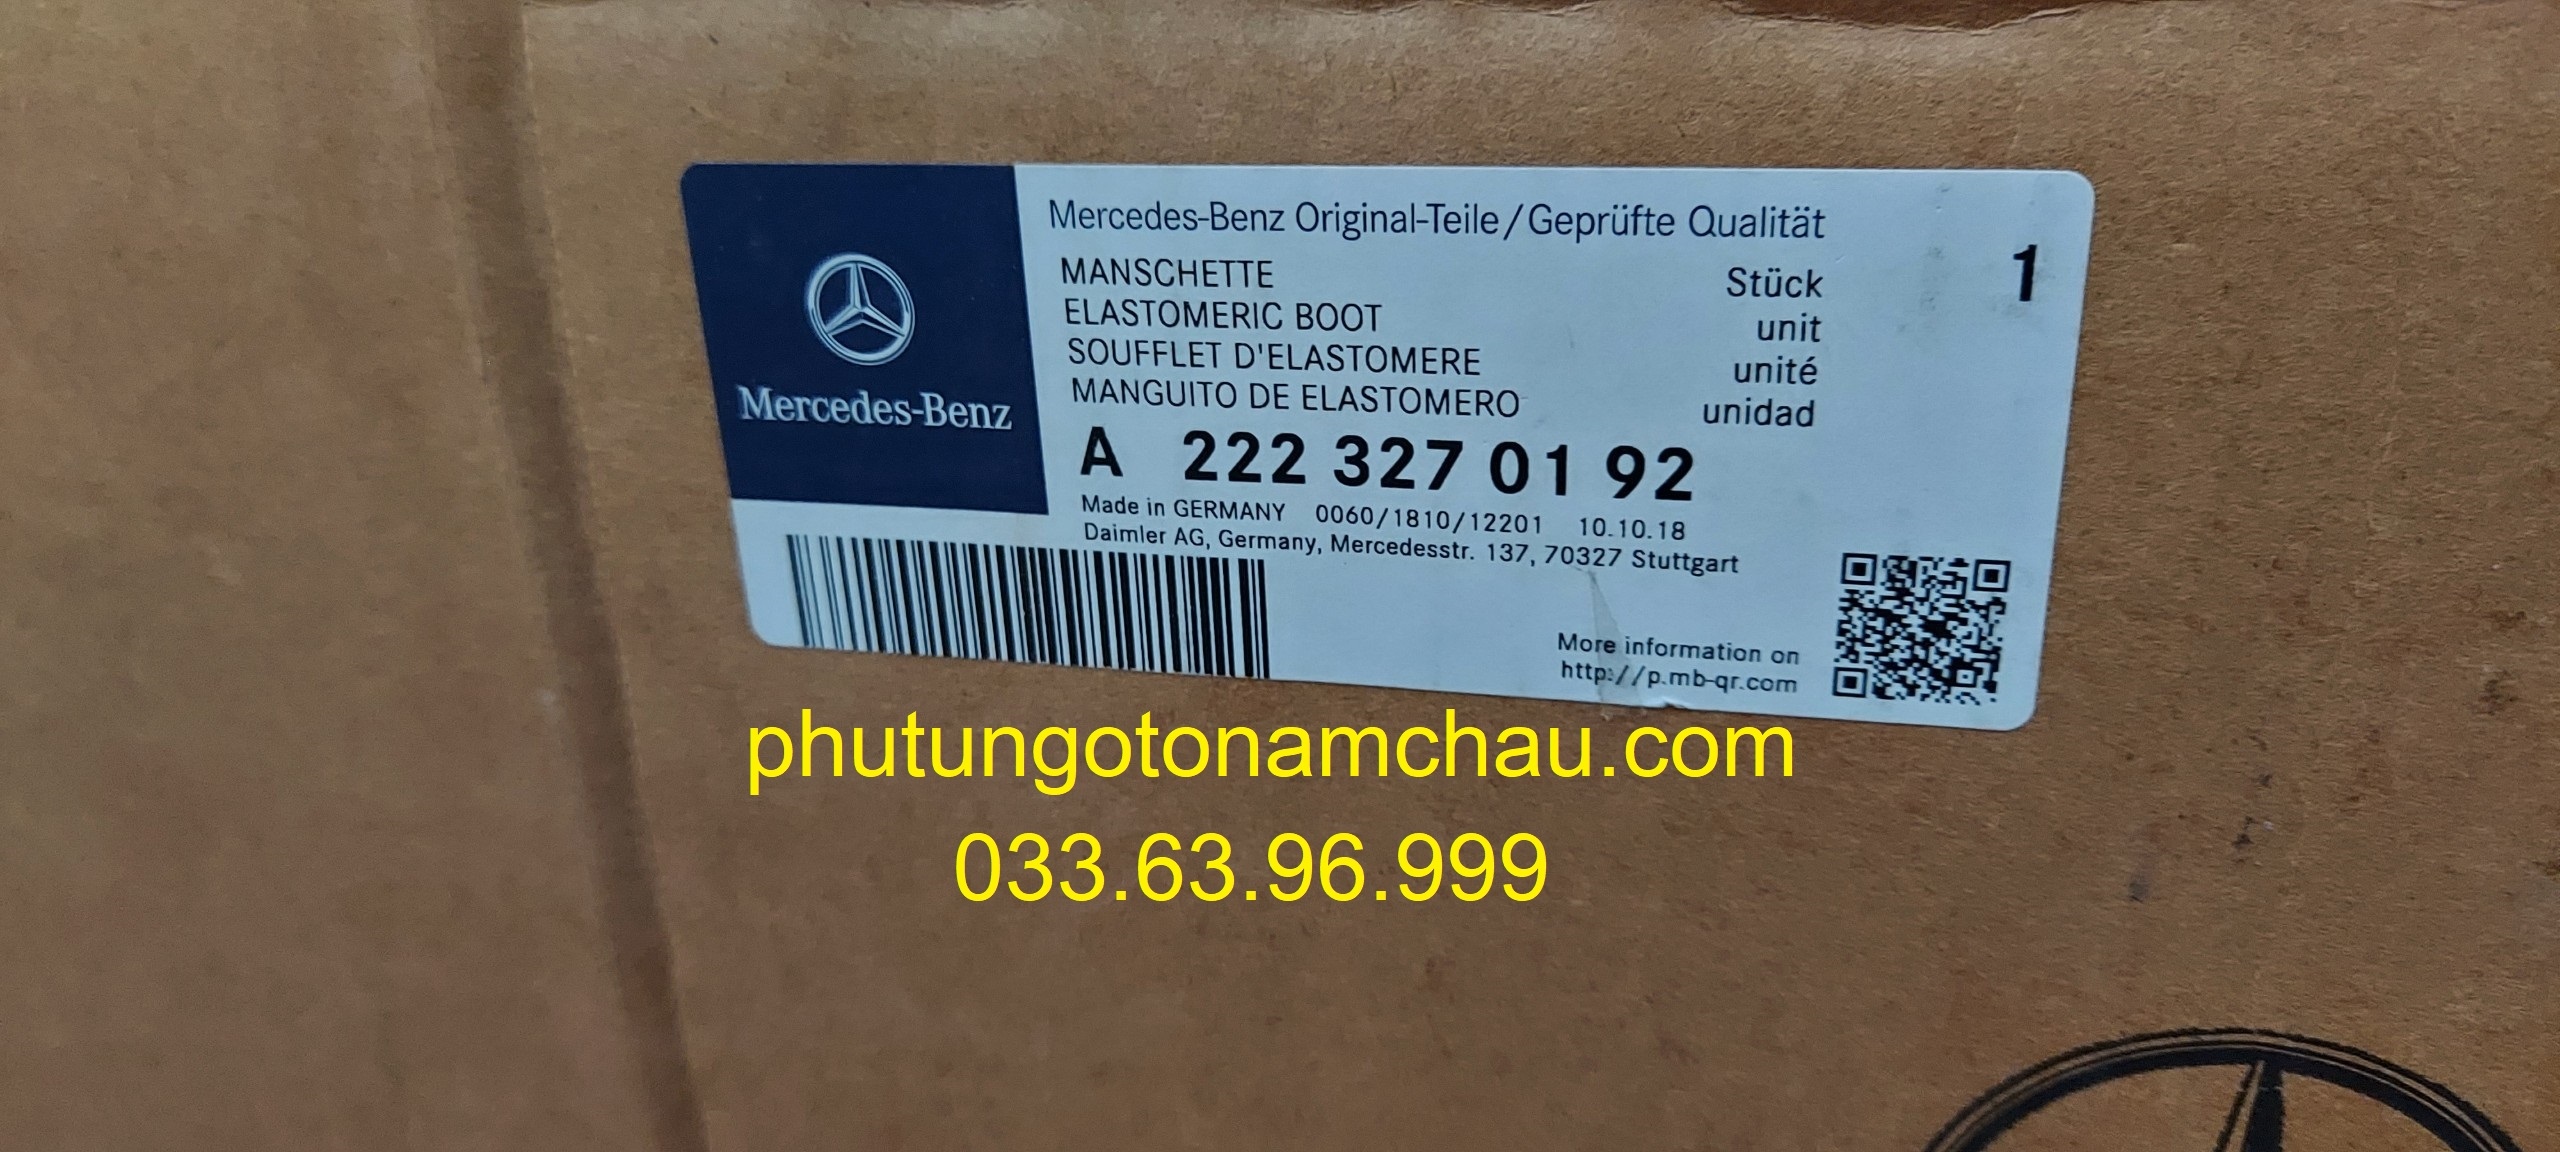 Mercedes-Benz
Mercedes-Benz Original-Teile/Geprüfte Qualität
MANSCHETTE
ELASTOMERIC BOOT
SOUFFLET D'ELASTOMERE
MANGUITO DE ELASTOMERO
Stück 1
unit
unité
unidad
A 222 327 01 92
Made in GERMANY 0060/1810/12201 10.10.18
Daimler AG, Germany, Mercedesstr. 137, 70327 Stuttgart
More information on
http://p.mb-qr.com
phutungotonamchau.com
033.63.96.999